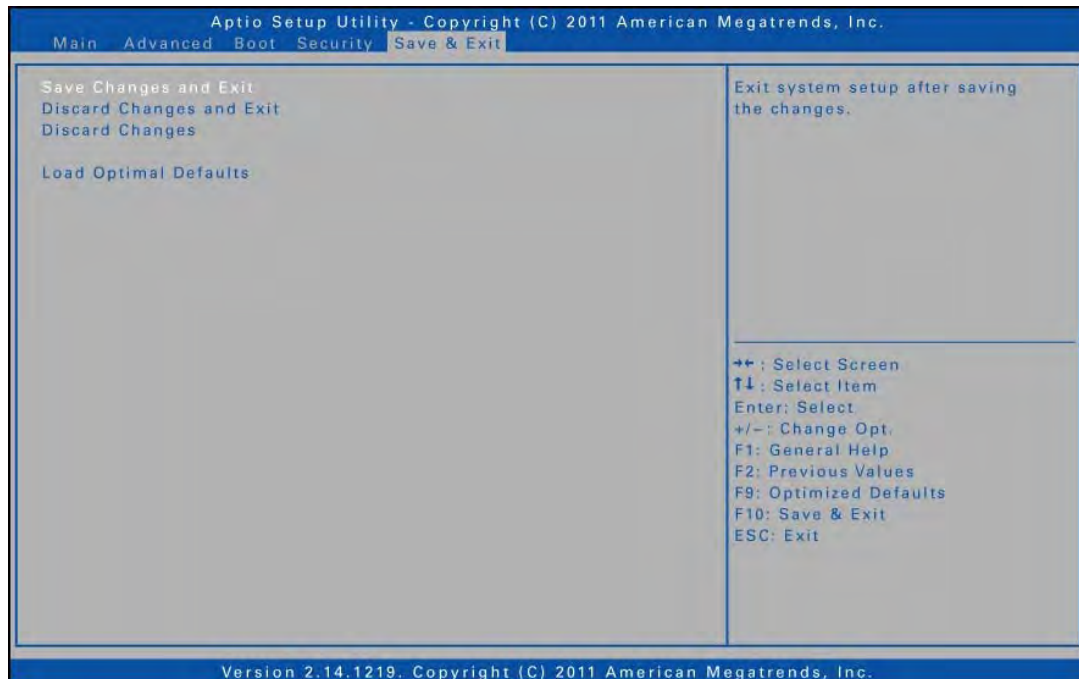 Aptio Setup Utility - Copyright (C) 2011 American Megatrends, Inc.
Main Advanced Boot Security Save & Exit
Save Changes and Exit
Discard Changes and Exit
Discard Changes
Load Optimal Defaults
Exit system setup after saving
the changes.
→← : Select Screen
↑↓ : Select Item
Enter: Select
+/- : Change Opt.
F1: General Help
F2: Previous Values
F9: Optimized Defaults
F10: Save & Exit
ESC: Exit
Version 2.14.1219. Copyright (C) 2011 American Megatrends, Inc.